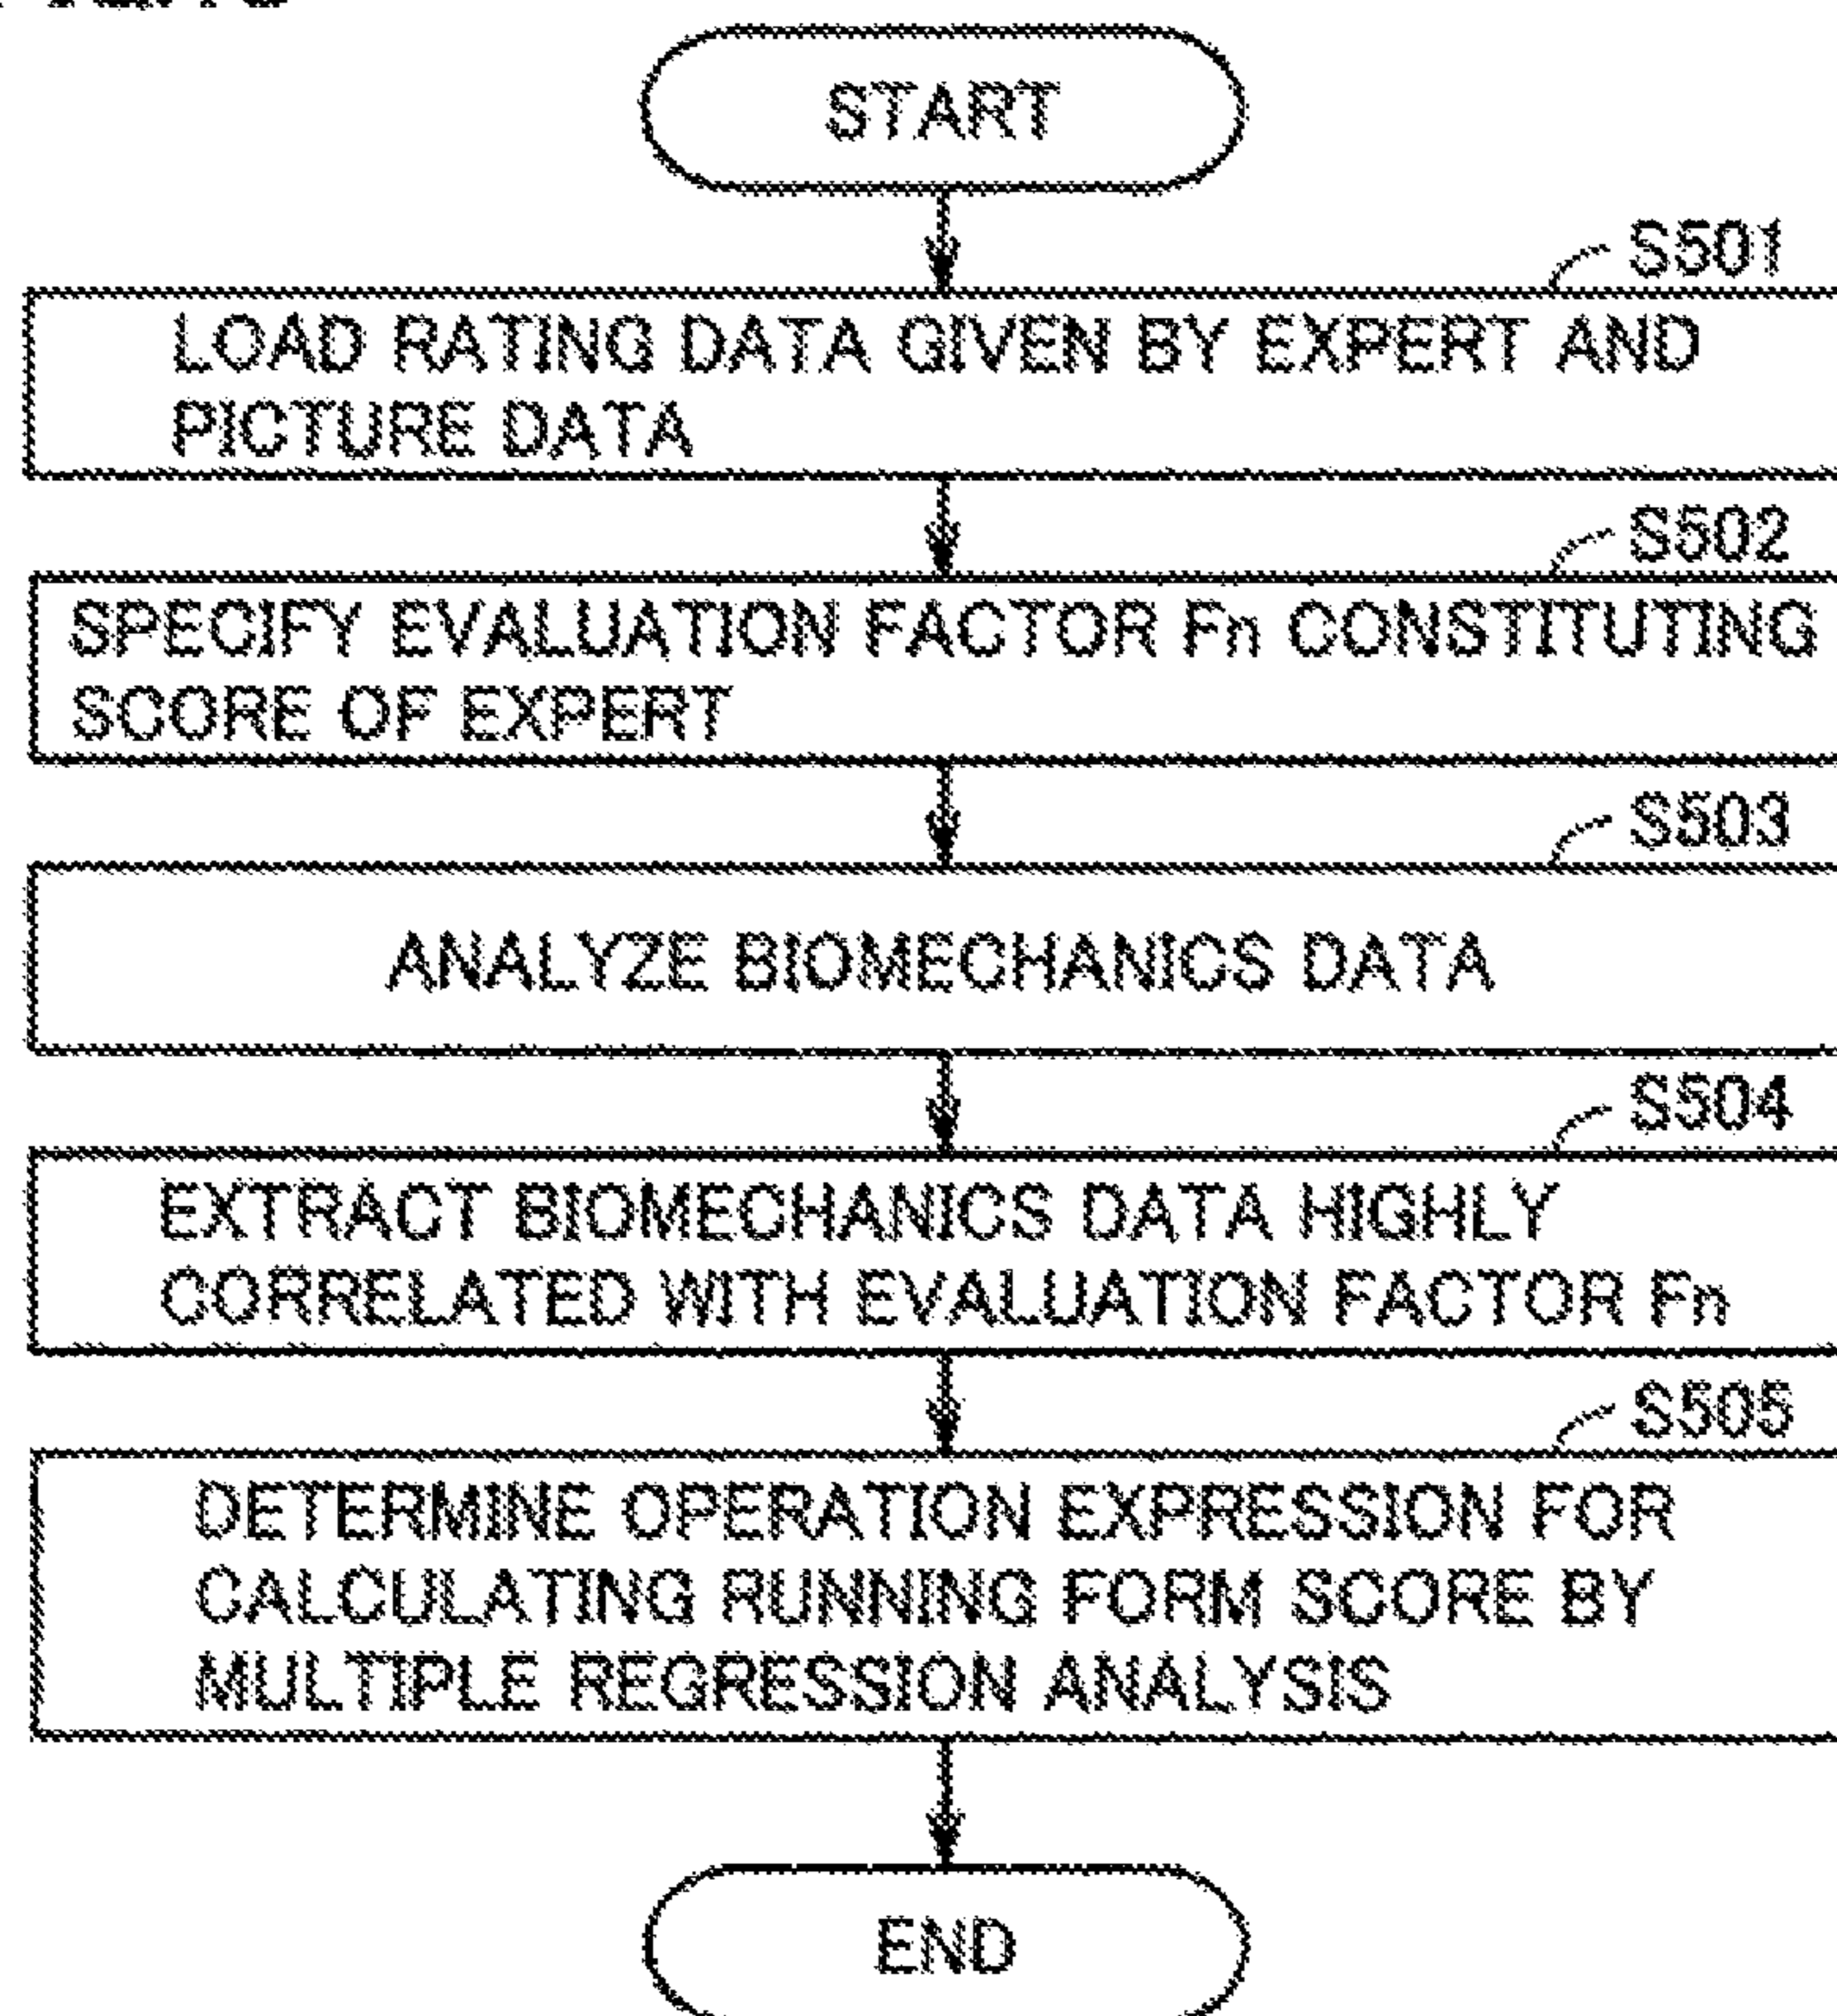 START
S501
LOAD RATING DATA GIVEN BY EXPERT AND
PICTURE DATA
S502
SPECIFY EVALUATION FACTOR Fn CONSTITUTING
SCORE OF EXPERT
S503
ANALYZE BIOMECHANICS DATA
S504
EXTRACT BIOMECHANICS DATA HIGHLY
CORRELATED WITH EVALUATION FACTOR Fn
S505
DETERMINE OPERATION EXPRESSION FOR
CALCULATING RUNNING FORM SCORE BY
MULTIPLE REGRESSION ANALYSIS
END